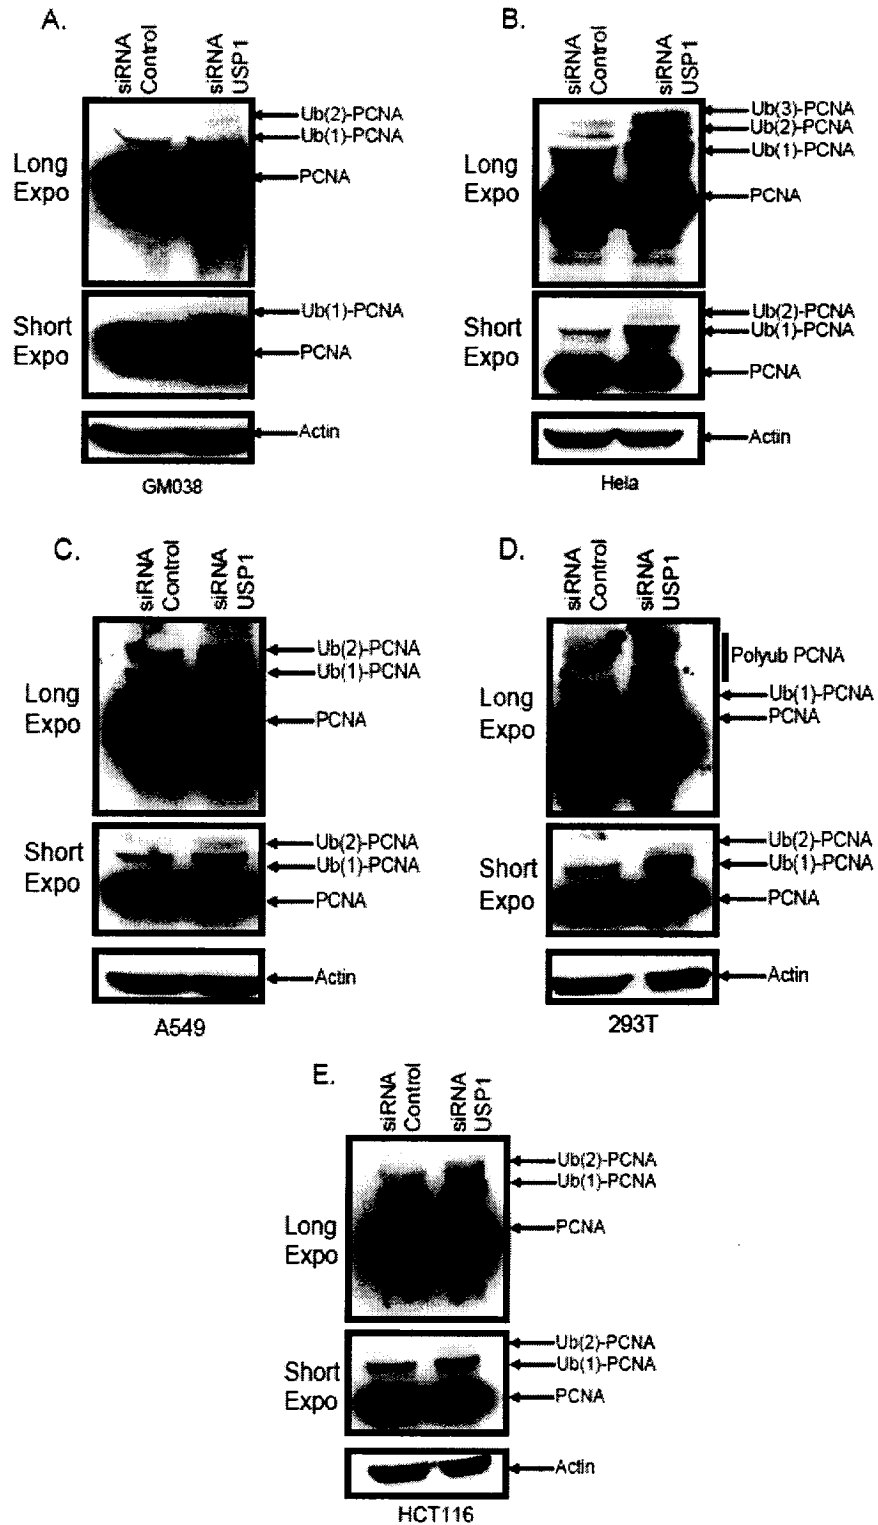 A.
siRNA
Control
siRNA
USP1
Long
Expo
Ub(2)-PCNA
Ub(1)-PCNA
PCNA
Short
Expo
Ub(1)-PCNA
PCNA
Actin
GM038
B.
siRNA
Control
siRNA
USP1
Long
Expo
Ub(3)-PCNA
Ub(2)-PCNA
Ub(1)-PCNA
PCNA
Short
Expo
Ub(2)-PCNA
Ub(1)-PCNA
PCNA
Actin
Hela
C.
siRNA
Control
siRNA
USP1
Long
Expo
Ub(2)-PCNA
Ub(1)-PCNA
PCNA
Short
Expo
Ub(2)-PCNA
Ub(1)-PCNA
PCNA
Actin
A549
D.
siRNA
Control
siRNA
USP1
Long
Expo
Polyub PCNA
Ub(1)-PCNA
PCNA
Short
Expo
Ub(2)-PCNA
Ub(1)-PCNA
PCNA
Actin
293T
E.
siRNA
Control
siRNA
USP1
Long
Expo
Ub(2)-PCNA
Ub(1)-PCNA
PCNA
Short
Expo
Ub(2)-PCNA
Ub(1)-PCNA
PCNA
Actin
HCT116